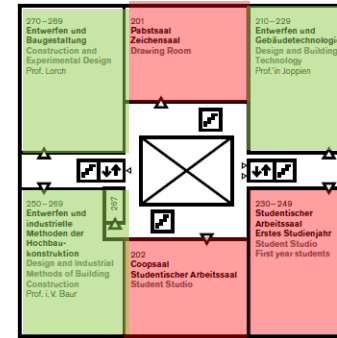 270–289
Entwerfen und
Baugestaltung
Construction and
Experimental Design
Prof. Lorch
201
Pabstsaal
Zeichensaal
Drawing Room
210–229
Entwerfen und
Gebäudetechnologie
Design and Building
Technology
Prof.'in Joppien
250–269
Entwerfen und
industrielle
Methoden der
Hochbau-
konstruktion
Design and Industrial
Methods of Building
Construction
Prof. i. V. Baur
267
202
Coopsaal
Studentischer Arbeitssaal
Student Studio
230–249
Studentischer
Arbeitssaal
Erstes Studienjahr
Student Studio
First year students